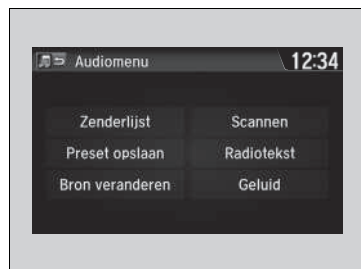 Audiomenu 12:34
Zenderlijst Scannen
Preset opslaan Radiotekst
Bron veranderen Geluid